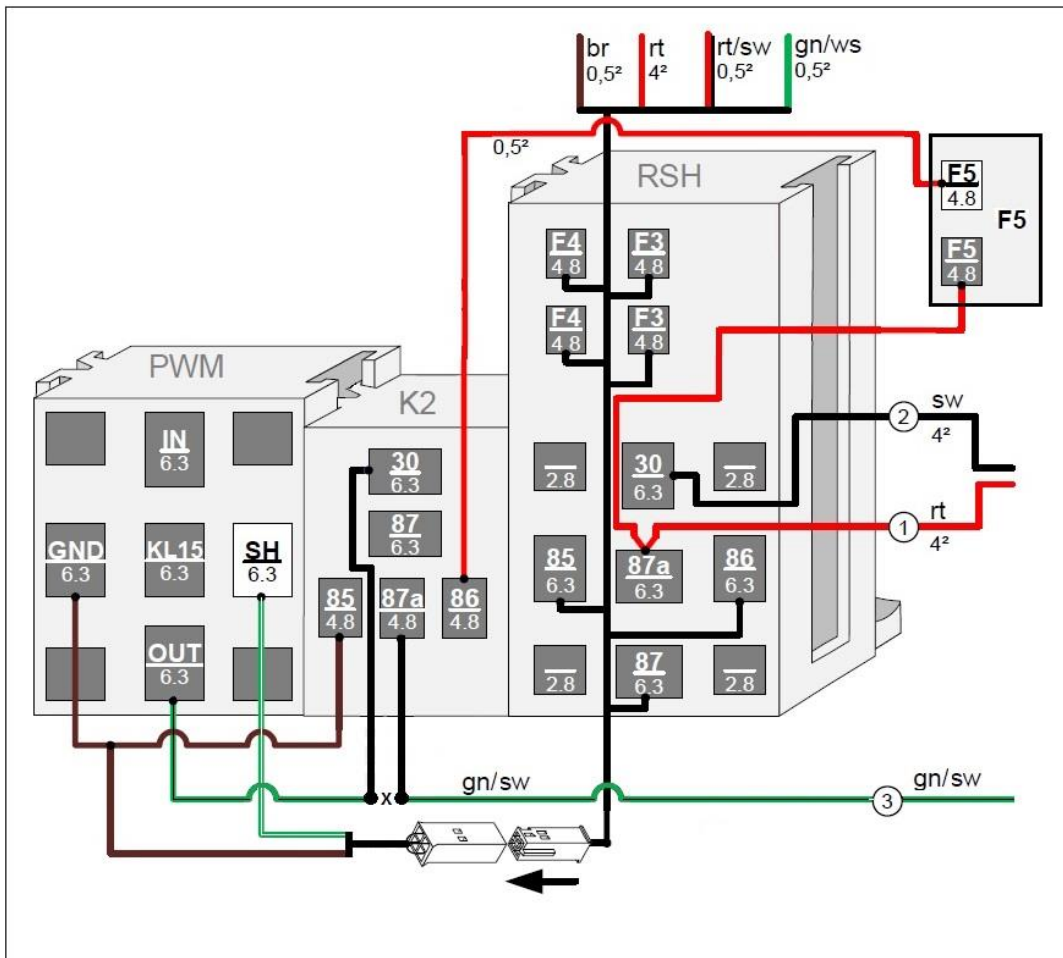 br
rt
rt/sw
gn/ws
0,5²
4²
0,5²
0,5²
0,5²
RSH
F5
4.8
F5
F5
4.8
F4
4.8
F3
4.8
F4
4.8
F3
4.8
PWM
K2
IN
6.3
30
6.3
2.8
30
6.3
2.8
2
sw
4²
GND
6.3
KL15
6.3
SH
6.3
87
6.3
1
rt
4²
85
6.3
87a
6.3
86
6.3
85
4.8
87a
4.8
86
4.8
OUT
6.3
2.8
87
6.3
2.8
gn/sw
x
3
gn/sw